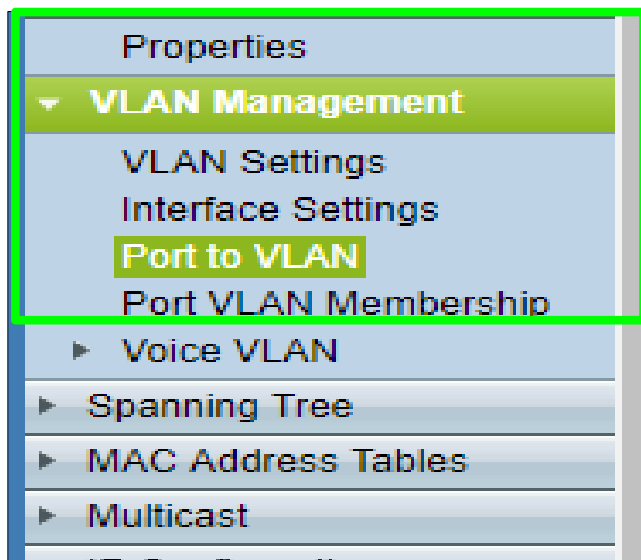 Properties
VLAN Management
VLAN Settings
Interface Settings
Port to VLAN
Port VLAN Membership
Voice VLAN
Spanning Tree
MAC Address Tables
Multicast